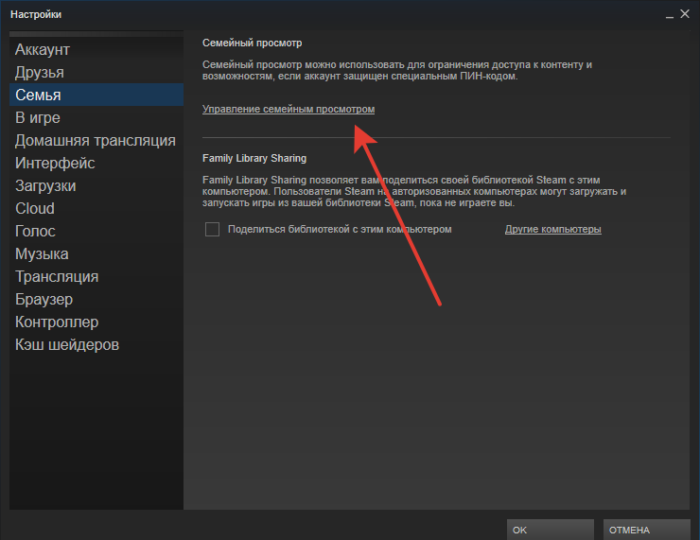 Настройки
Аккаунт
Друзья
Семья
В игре
Домашняя трансляция
Интерфейс
Загрузки
Cloud
Голос
Музыка
Трансляция
Браузер
Контроллер
Кэш шейдеров
Семейный просмотр
Семейный просмотр можно использовать для ограничения доступа к контенту и
возможностям, если аккаунт защищен специальным ПИН-кодом.
Управление семейным просмотром
Family Library Sharing
Family Library Sharing позволяет вам поделиться своей библиотекой Steam с этим
компьютером. Пользователи Steam на авторизованных компьютерах могут загружать и
запускать игры из вашей библиотеки Steam, пока не играете вы.
Поделиться библиотекой с этим компьютером
Другие компьютеры
OK
ОТМЕНА